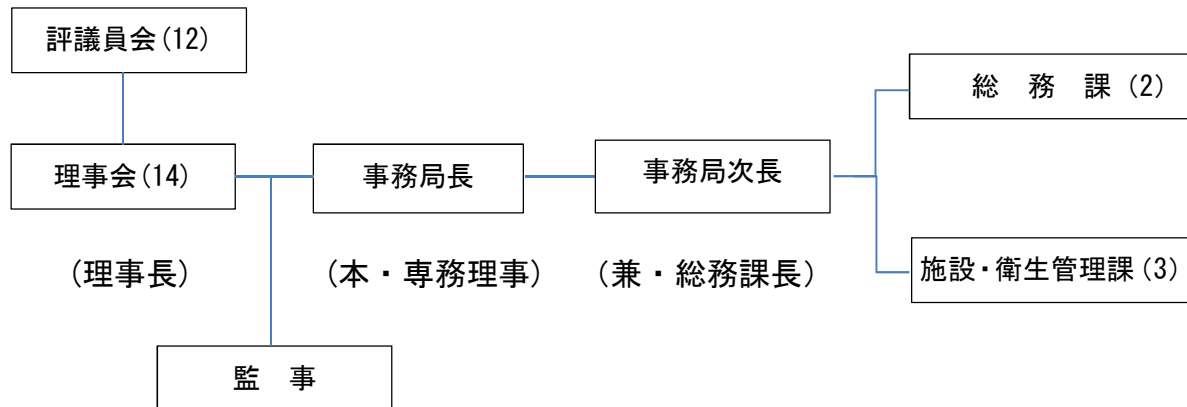 評議員会(12)
総　務　課 (2)
理事会(14)
事務局長
事務局次長
(理事長)
(本・専務理事)
(兼・総務課長)
施設・衛生管理課(3)
監　事